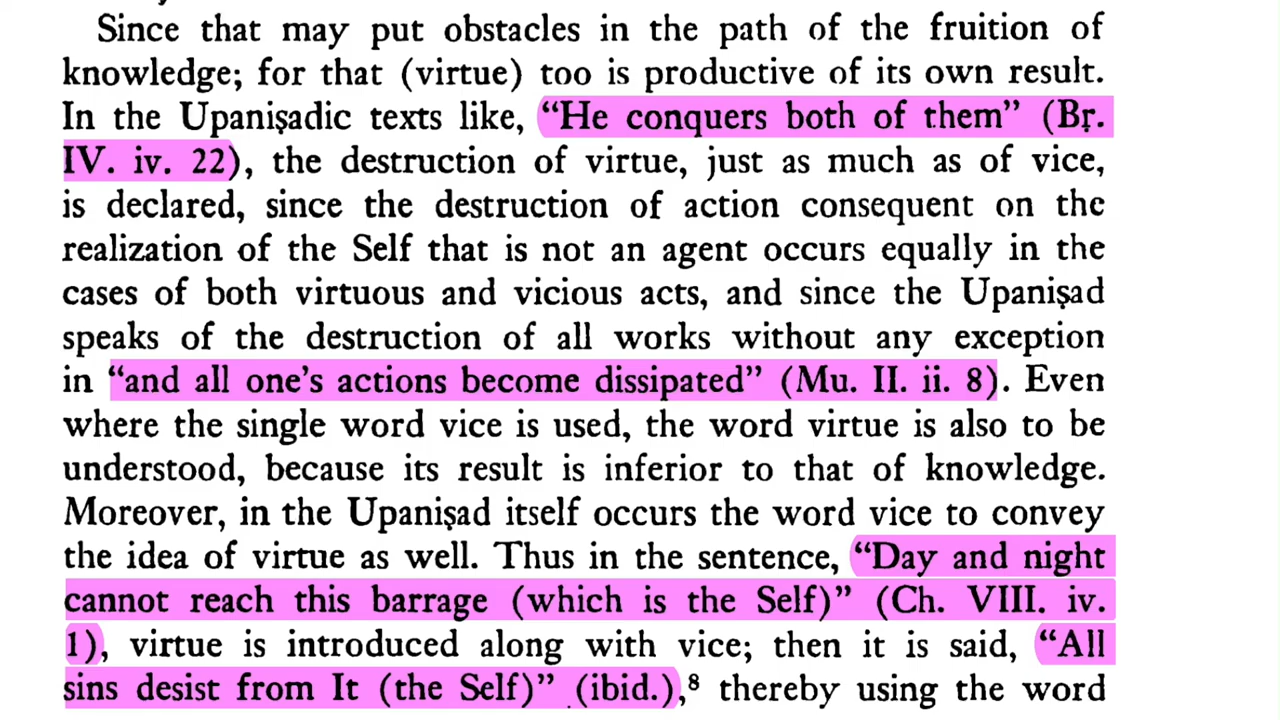 Since that may put obstacles in the path of the fruition of
knowledge; for that (virtue) too is productive of its own result.
In the Upaniṣadic texts like, “He conquers both of them” (Bṛ.
IV. iv. 22), the destruction of virtue, just as much as of vice,
is declared, since the destruction of action consequent on the
realization of the Self that is not an agent occurs equally in the
cases of both virtuous and vicious acts, and since the Upaniṣad
speaks of the destruction of all works without any exception
in “and all one’s actions become dissipated” (Mu. II. ii. 8). Even
where the single word vice is used, the word virtue is also to be
understood, because its result is inferior to that of knowledge.
Moreover, in the Upaniṣad itself occurs the word vice to convey
the idea of virtue as well. Thus in the sentence, “Day and night
cannot reach this barrage (which is the Self)” (Ch. VIII. iv.
1), virtue is introduced along with vice; then it is said, “All
sins desist from It (the Self)” (ibid.),⁸ thereby using the word